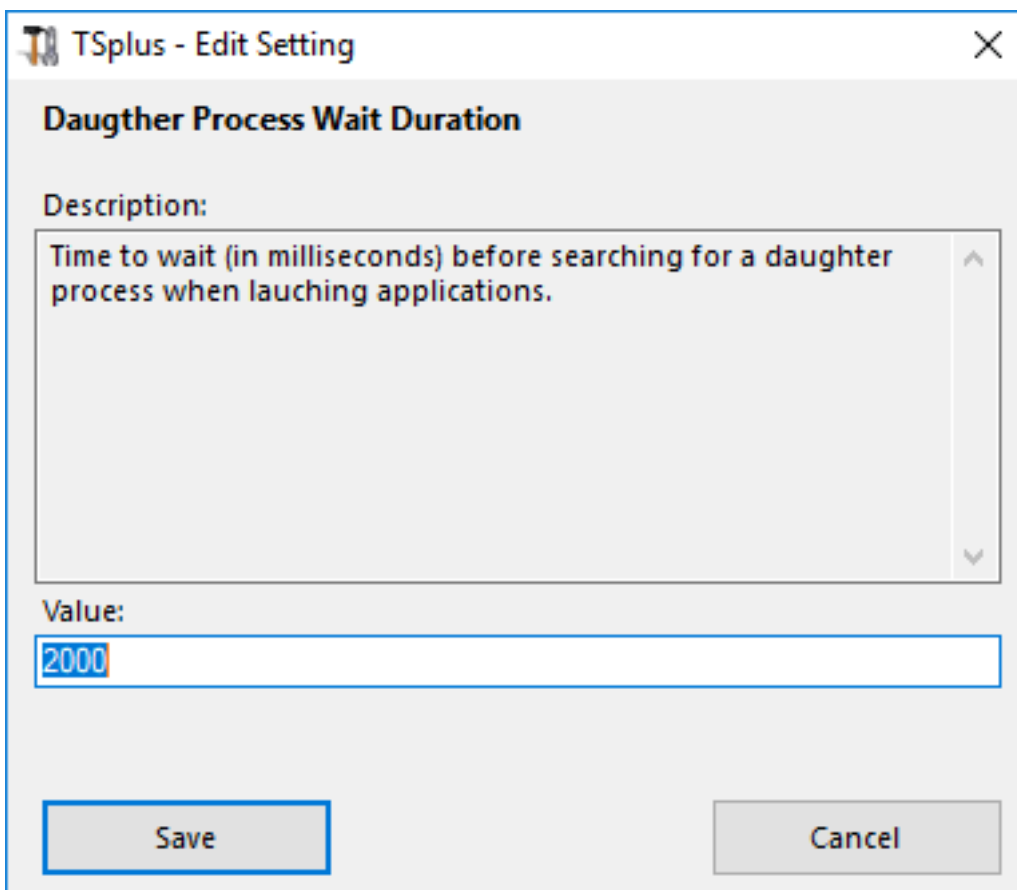 TSplus - Edit Setting
Daugther Process Wait Duration
Description:
Time to wait (in milliseconds) before searching for a daughter
process when lauching applications.
Value:
2000
Save
Cancel